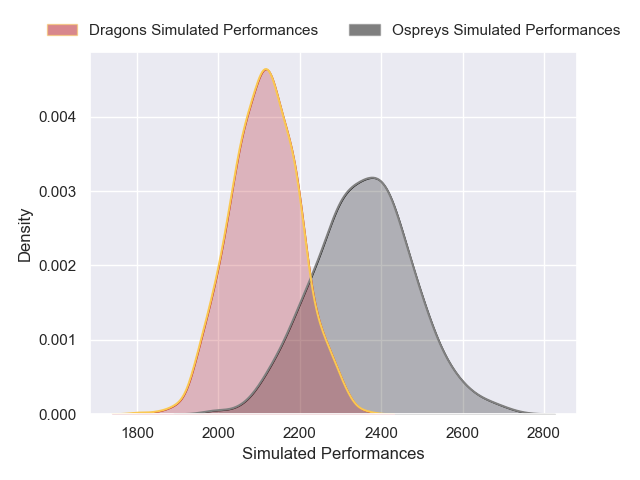 Dragons Simulated Performances Ospreys Simulated Performances
Density
0.004
0.003
0.002
0.001
0.000
1800 2000 2200 2400 2600 2800
Simulated Performances